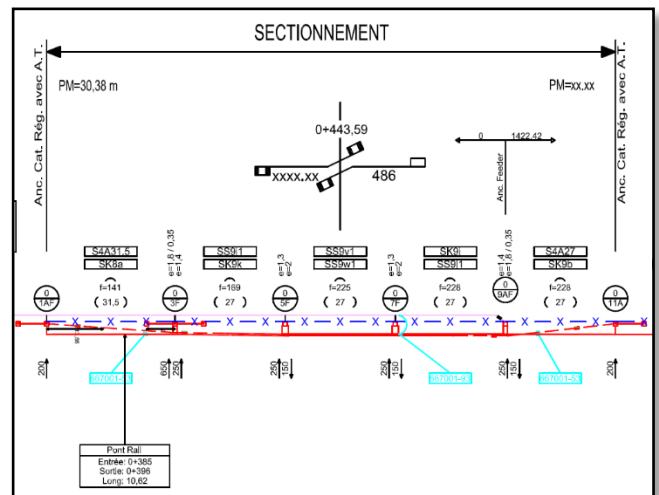 SECTIONNEMENT
Anc. Cat. Rég. avec A.T.
PM=30,38 m
PM=xx.xx
Anc. Cat. Rég. avec A.T.
0+443,59
0 1422,42
xxxx.xx 486
Anc. Feeder
S4A31,5 SS9i1 SS9v1 SK9i S4A27
SK8a SK9k SS9w1 SS9i1 SK9b
e=1,8 / 0,35
e=1,4
e=1,3
e=2
e=1,3
e=2
e=1,4
e=1,8 / 0,35
f=141 f=169 f=225 f=226 f=228
0 0 0 0 0 0
1AF 3F 5F 7F 9AF 11A
( 31,5 ) ( 27 ) ( 27 ) ( 27 ) ( 27 )
200 650 250 250 150 250 150 250 150 200
667001-93 667001-53
Pont Rail
Entrée: 0+385
Sortie: 0+396
Long: 10,62